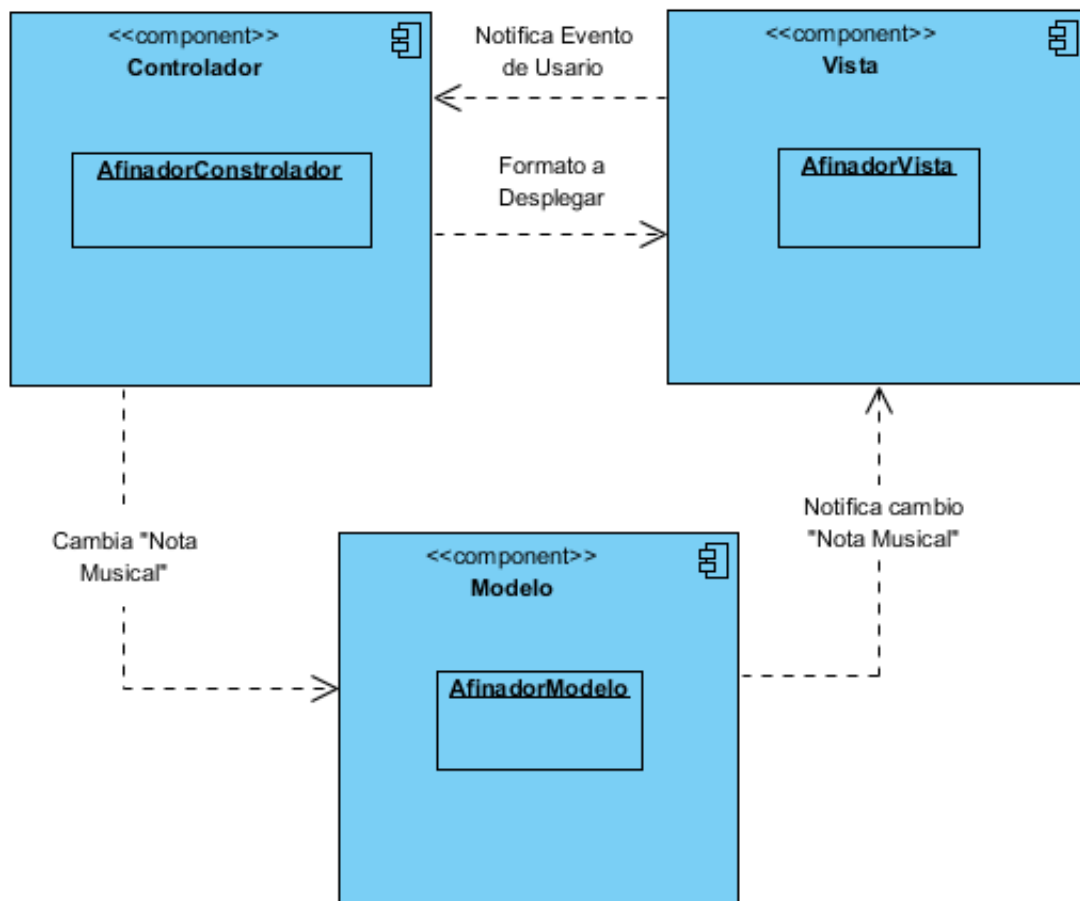 <<component>>
Controlador
AfinadorConstrolador
Notifica Evento
de Usario
Formato a
Desplegar
<<component>>
Vista
AfinadorVista
Cambia "Nota
Musical"
<<component>>
Modelo
AfinadorModelo
Notifica cambio
"Nota Musical"